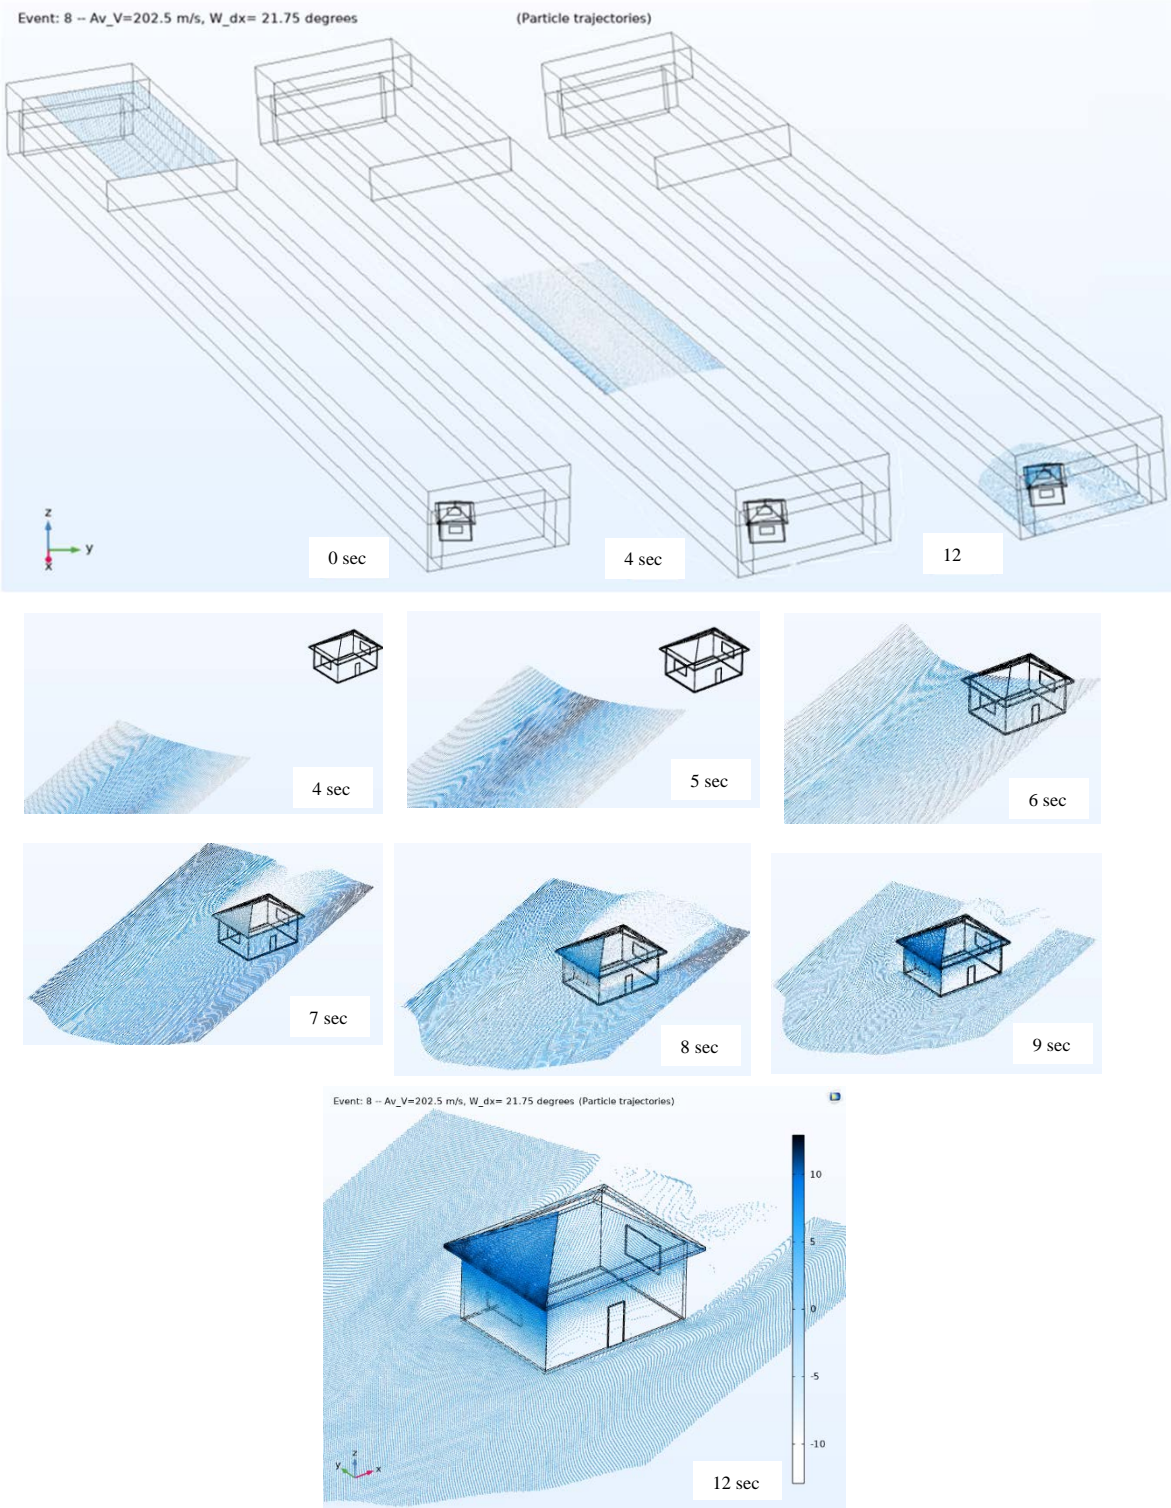 Event: 8 -- Av_V=202.5 m/s, W_dx= 21.75 degrees (Particle trajectories)
z
y
x
0 sec
4 sec
12
4 sec
5 sec
6 sec
7 sec
8 sec
9 sec
Event: 8 -- Av_V=202.5 m/s, W_dx= 21.75 degrees (Particle trajectories)
10
5
0
-5
-10
z
y
x
12 sec